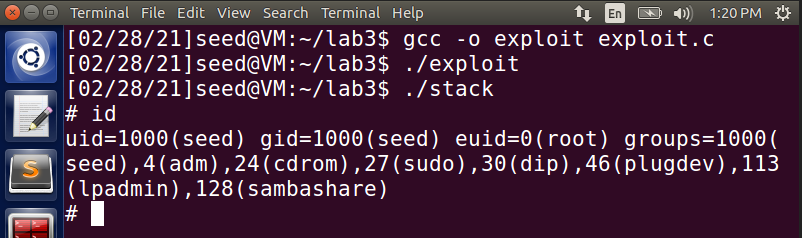 Terminal File Edit View Search Terminal Help En 1:20 PM
[02/28/21]seed@VM:~/lab3$ gcc -o exploit exploit.c
[02/28/21]seed@VM:~/lab3$ ./exploit
[02/28/21]seed@VM:~/lab3$ ./stack
# id
uid=1000(seed) gid=1000(seed) euid=0(root) groups=1000(
seed),4(adm),24(cdrom),27(sudo),30(dip),46(plugdev),113
(lpadmin),128(sambashare)
#